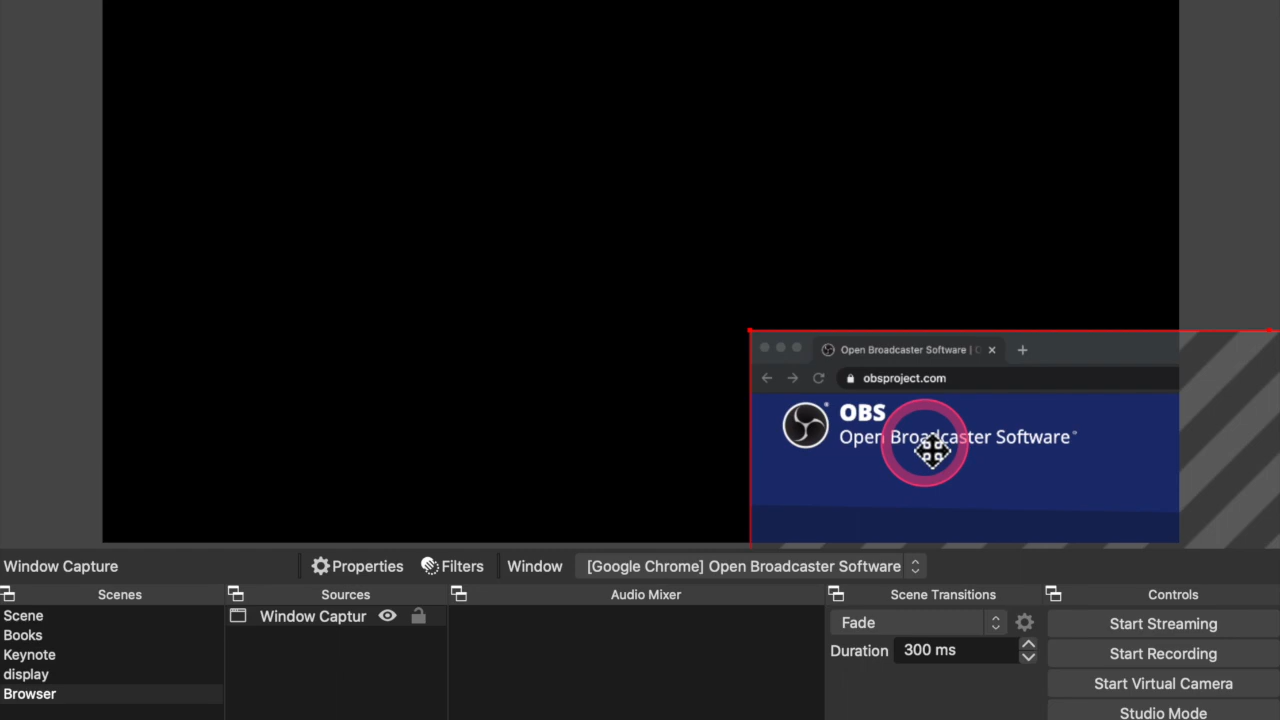 Open Broadcaster Software |
obsproject.com
OBS
Open Broadcaster Software
Window Capture
Properties
Filters
Window
[Google Chrome] Open Broadcaster Software
Scenes
Sources
Audio Mixer
Scene Transitions
Controls
Scene
Books
Keynote
display
Browser
Window Captur
Fade
Duration
300 ms
Start Streaming
Start Recording
Start Virtual Camera
Studio Mode